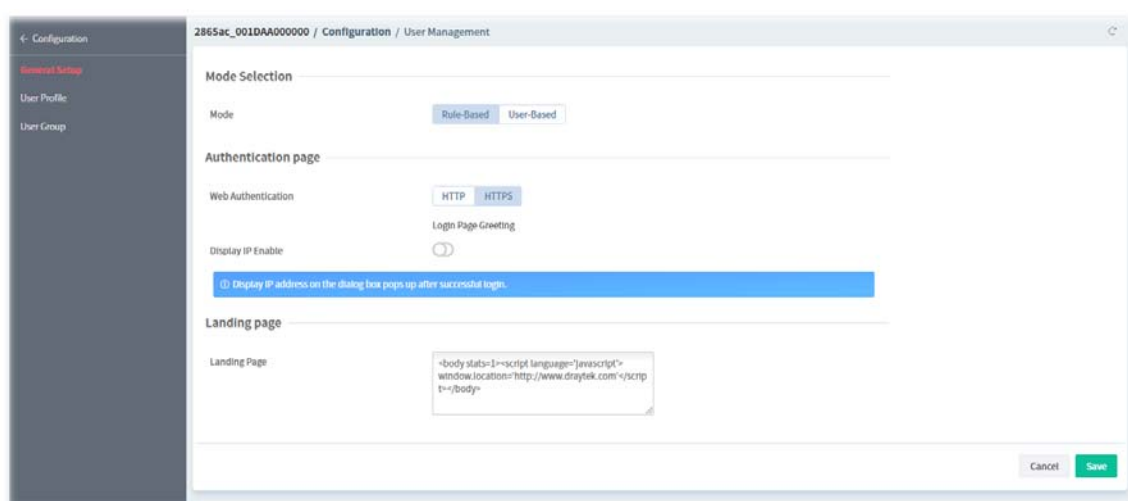 ← Configuration
General Setup
User Profile
User Group
2865ac_001DAA000000 / Configuration / User Management
Mode Selection
Mode
Rule-Based User-Based
Authentication page
Web Authentication
HTTP HTTPS
Login Page Greeting
Display IP Enable
Display IP address on the dialog box pops up after successful login.
Landing page
Landing Page
<body stats=1><script language='javascript'>
window.location='http://www.draytek.com'</scrip
t></body>
Cancel Save